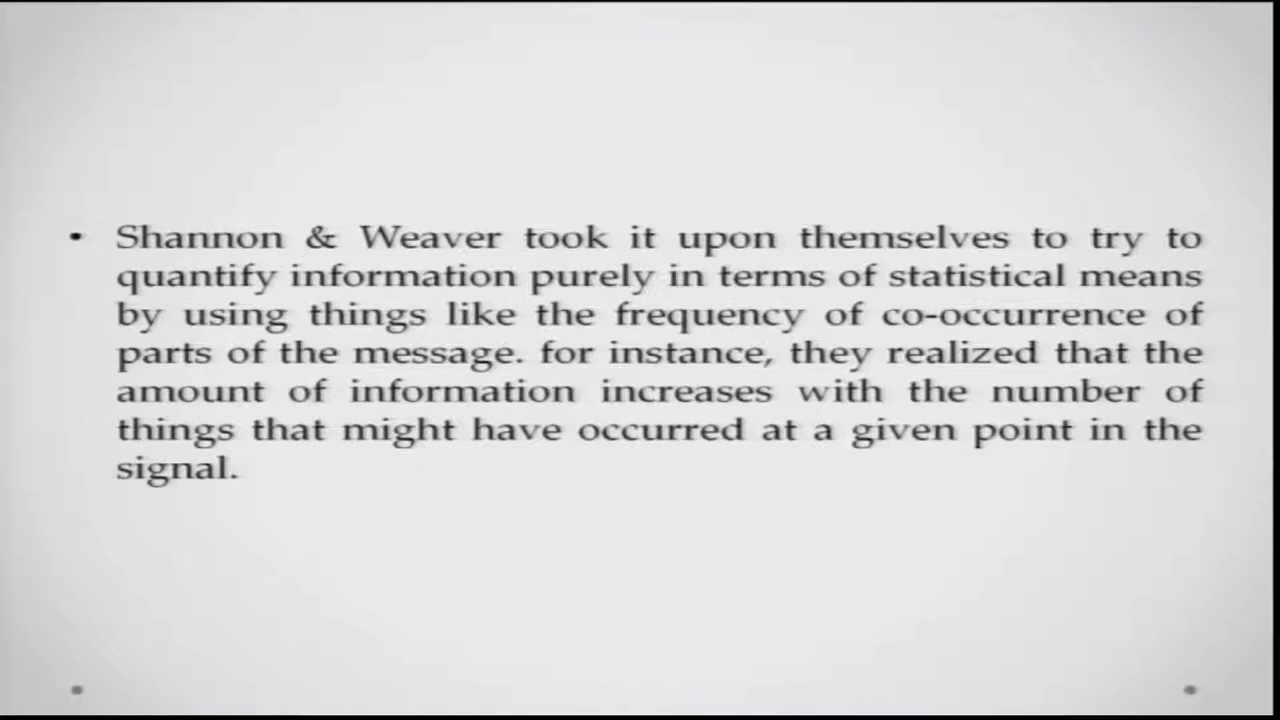 • Shannon & Weaver took it upon themselves to try to
quantify information purely in terms of statistical means
by using things like the frequency of co-occurrence of
parts of the message. for instance, they realized that the
amount of information increases with the number of
things that might have occurred at a given point in the
signal.